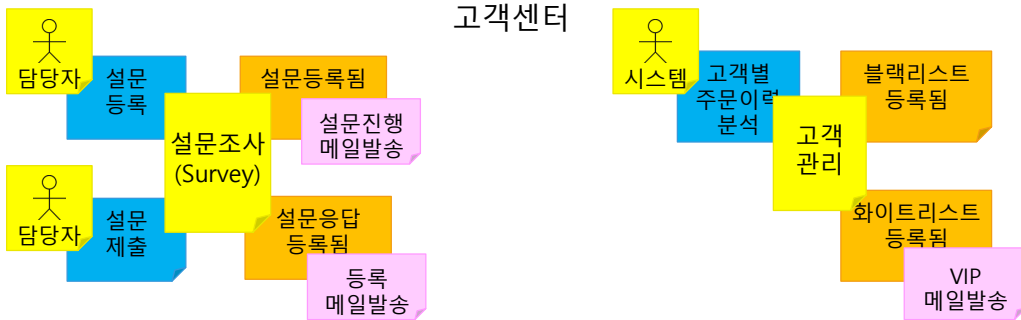 고객센터
담당자
설문
등록
설문등록됨
설문진행
메일발송
설문조사
(Survey)
담당자
설문
제출
설문응답
등록됨
등록
메일발송
시스템
고객별
주문이력
분석
블랙리스트
등록됨
고객
관리
화이트리스트
등록됨
VIP
메일발송